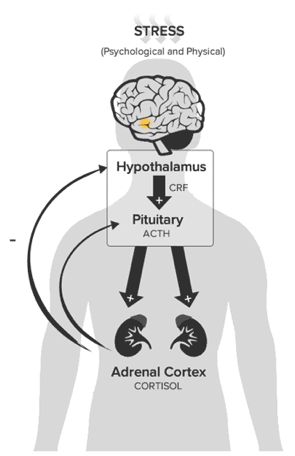 STRESS
(Psychological and Physical)
Hypothalamus
CRF
+
Pituitary
ACTH
-
+ +
Adrenal Cortex
CORTISOL